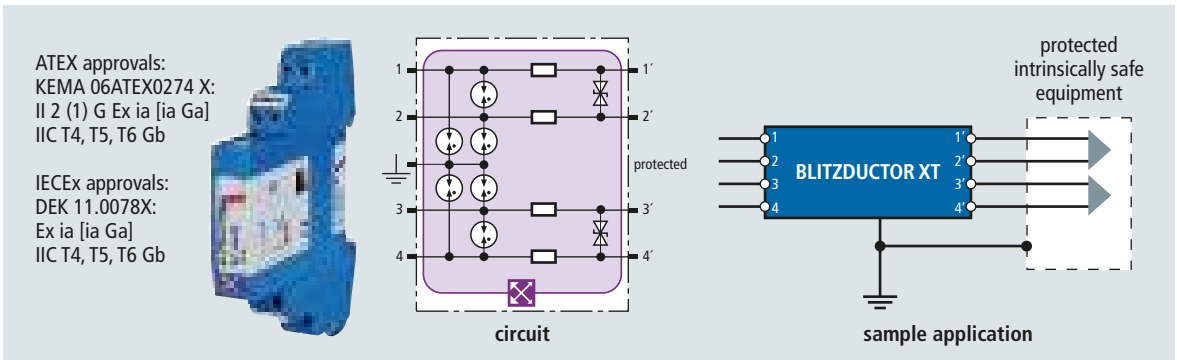 ATEX approvals:
KEMA 06ATEX0274 X:
II 2 (1) G Ex ia [ia Ga]
IIC T4, T5, T6 Gb
IECEx approvals:
DEK 11.0078X:
Ex ia [ia Ga]
IIC T4, T5, T6 Gb
1
1´
2
2´
protected
3
3´
4
4´
circuit
protected
intrinsically safe
equipment
1
1’
2
2’
BLITZDUCTOR XT
3
3’
4
4’
sample application